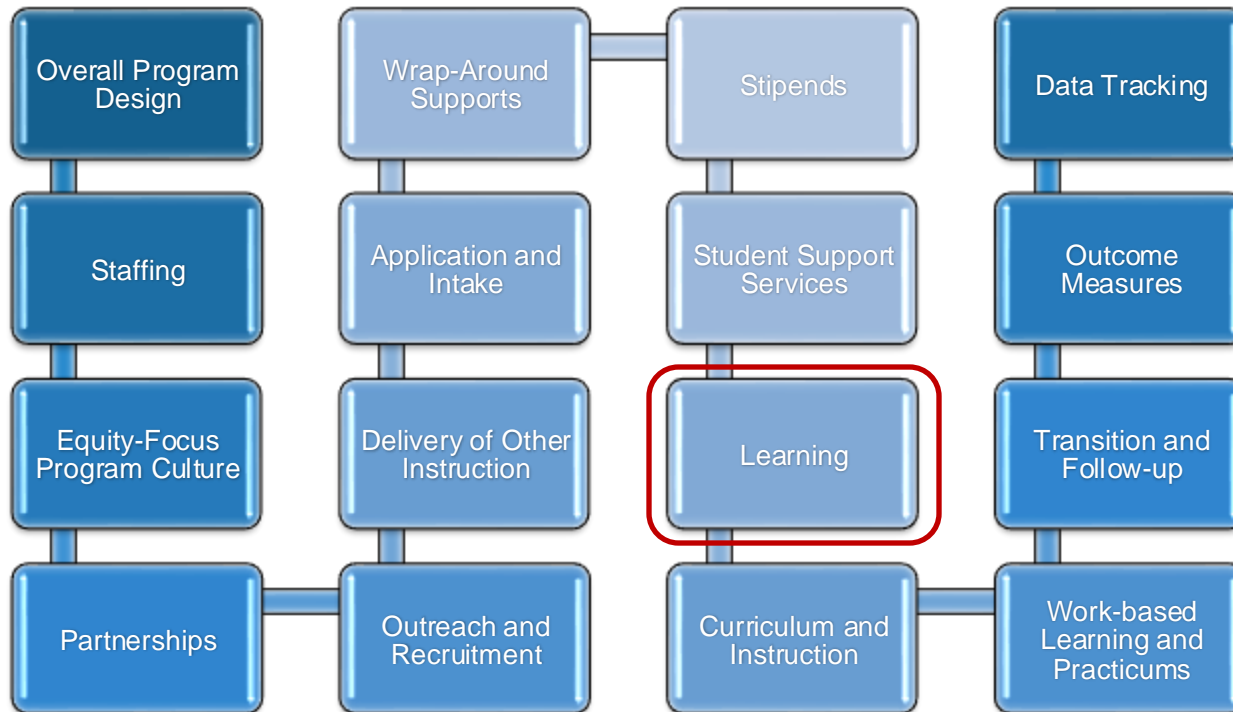 Overall Program
Design
Staffing
Equity-Focus
Program Culture
Partnerships
Outreach and
Recruitment
Delivery of Other
Instruction
Application and
Intake
Wrap-Around
Supports
Stipends
Student Support
Services
Learning
Curriculum and
Instruction
Work-based
Learning and
Practicums
Transition and
Follow-up
Outcome
Measures
Data Tracking